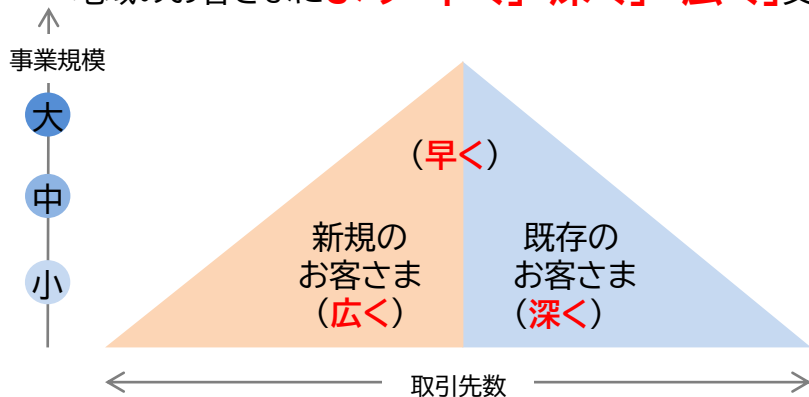 事業規模
大
(早く)
中
新規の
お客さま
(広く)
既存の
お客さま
(深く)
小
取引先数